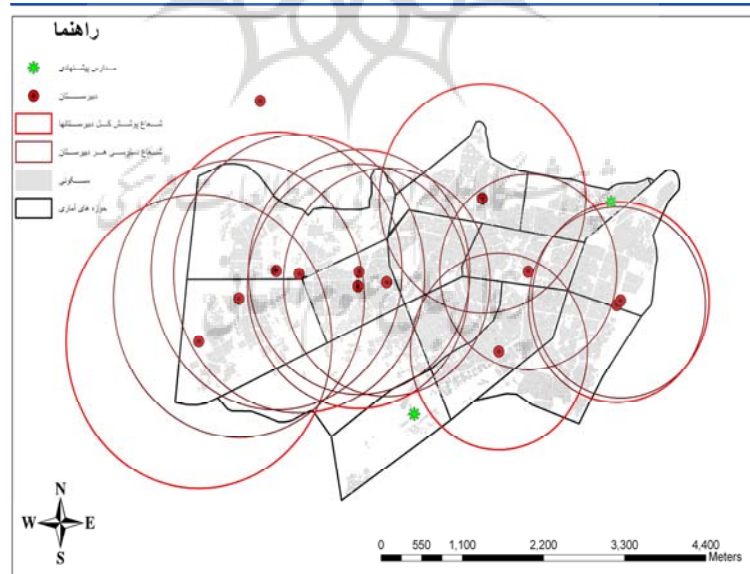 راهنما
مدارس پیشنهادی
دبیرستان
شعاع پوشش کل دبیرستانها
شعاع دسترسی هر دبیرستان
مسکونی
حوزه های آماری
N
W E
S
0 550 1,100 2,200 3,300 4,400
Meters